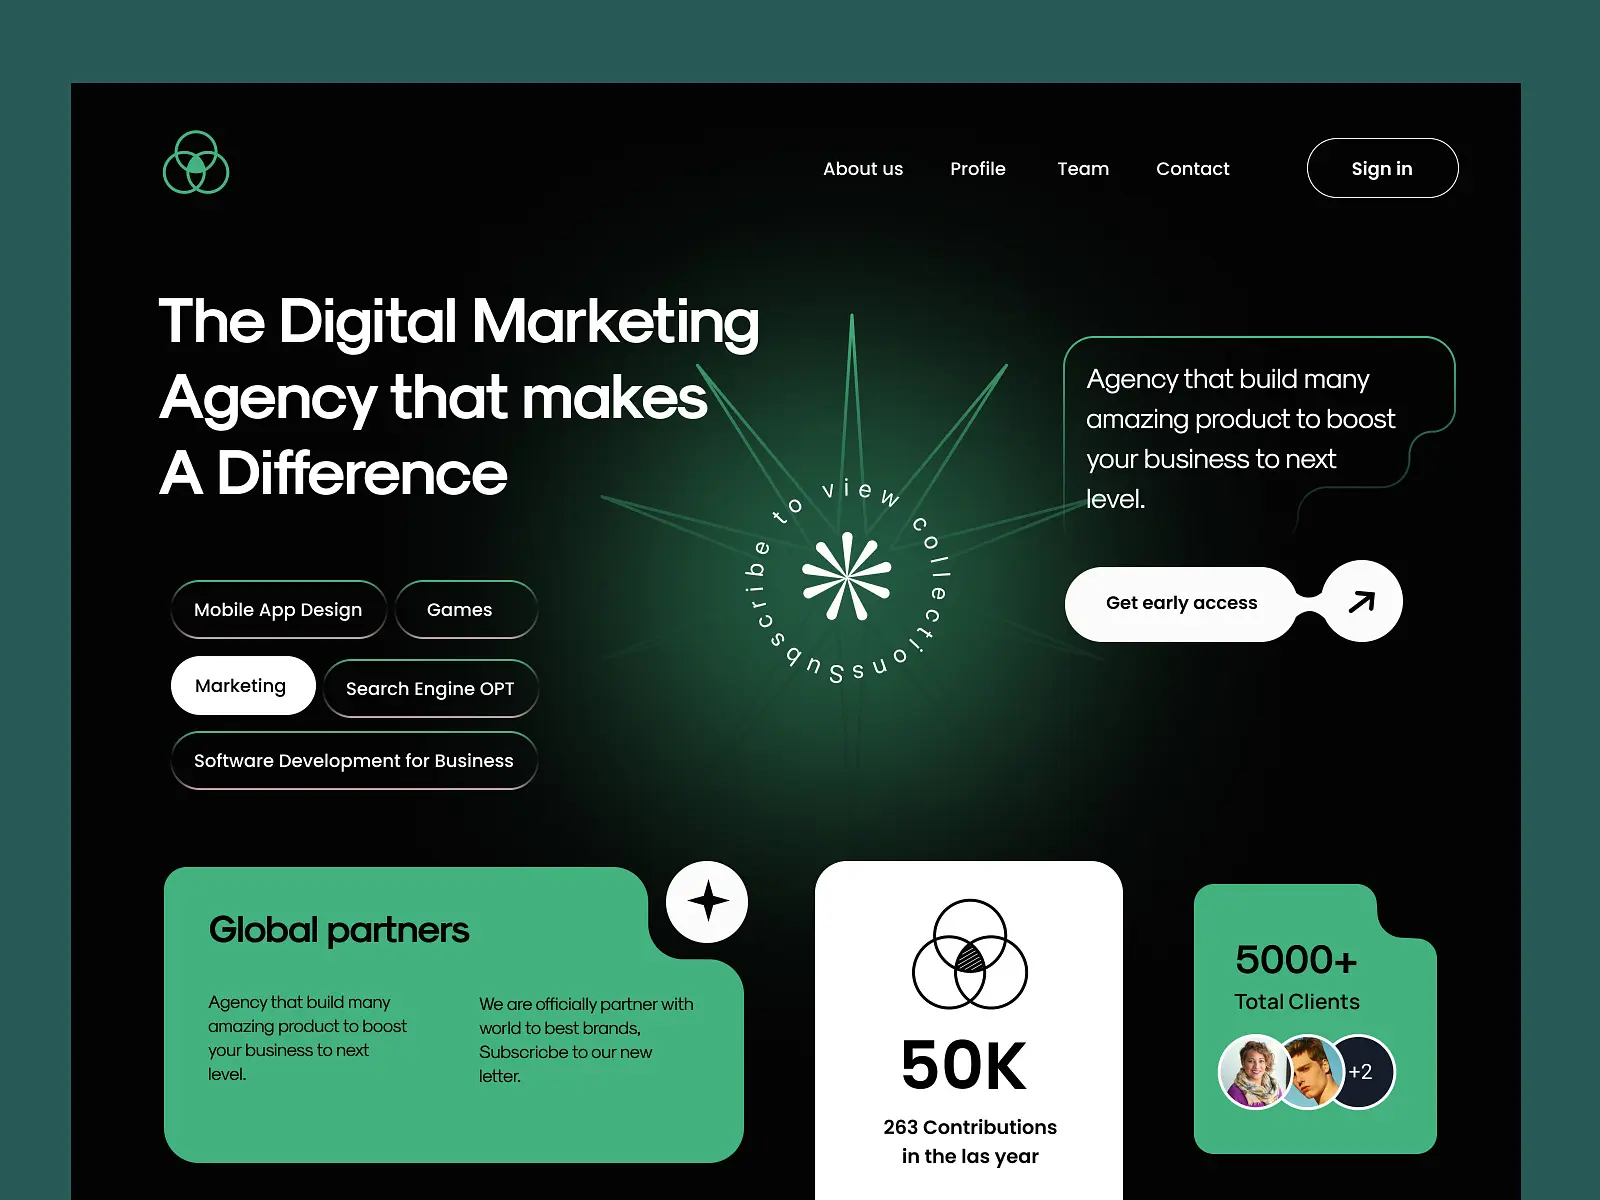 About us
Profile
Team
Contact
Sign in
The Digital Marketing
Agency that makes
A Difference
Agency that build many
amazing product to boost
your business to next
level.
Subscribe to view collections
Get early access
Mobile App Design
Games
Marketing
Search Engine OPT
Software Development for Business
Global partners
Agency that build many
amazing product to boost
your business to next
level.
We are officially partner with
world to best brands,
Subscricbe to our new
letter.
50K
263 Contributions
in the las year
5000+
Total Clients
+2